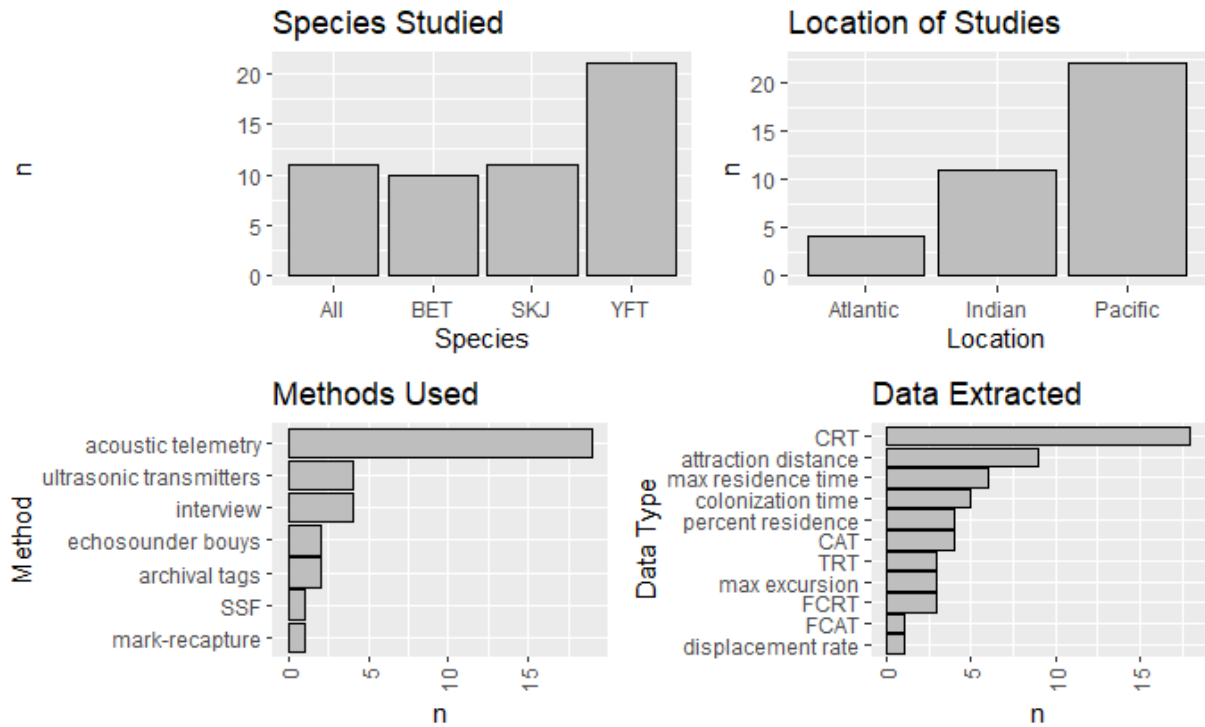 Species Studied
n
20
15
10
5
0
All BET SKJ YFT
Species
Location of Studies
n
20
15
10
5
0
Atlantic Indian Pacific
Location
Methods Used
Method
acoustic telemetry
ultrasonic transmitters
interview
echosounder bouys
archival tags
SSF
mark-recapture
0 5 10 15
n
Data Extracted
Data Type
CRT
attraction distance
max residence time
colonization time
percent residence
CAT
TRT
max excursion
FCRT
FCAT
displacement rate
0 5 10 15
n